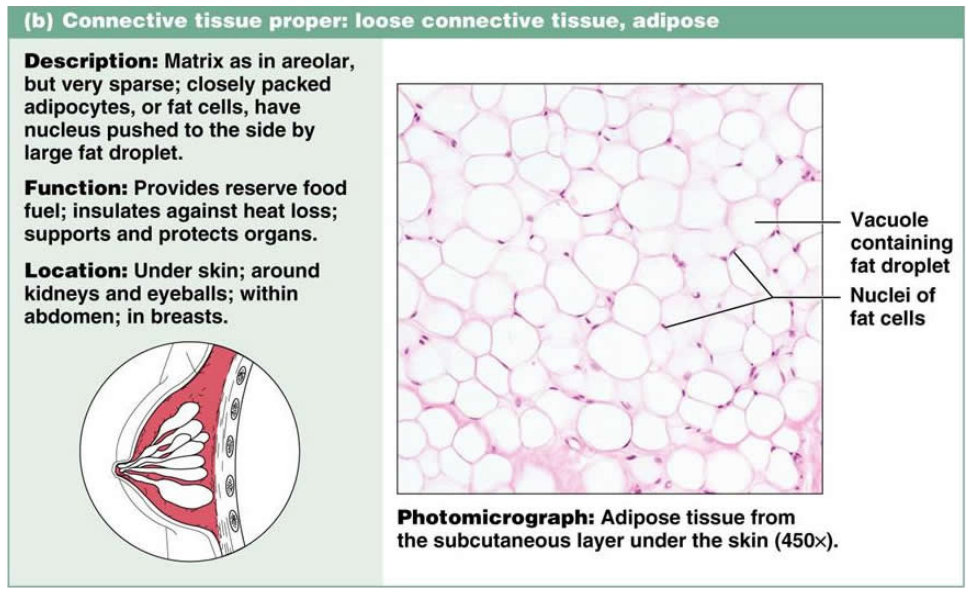 (b) Connective tissue proper: loose connective tissue, adipose
Description: Matrix as in areolar,
but very sparse; closely packed
adipocytes, or fat cells, have
nucleus pushed to the side by
large fat droplet.
Function: Provides reserve food
fuel; insulates against heat loss;
supports and protects organs.
Location: Under skin; around
kidneys and eyeballs; within
abdomen; in breasts.
Vacuole
containing
fat droplet
Nuclei of
fat cells
Photomicrograph: Adipose tissue from
the subcutaneous layer under the skin (450×).